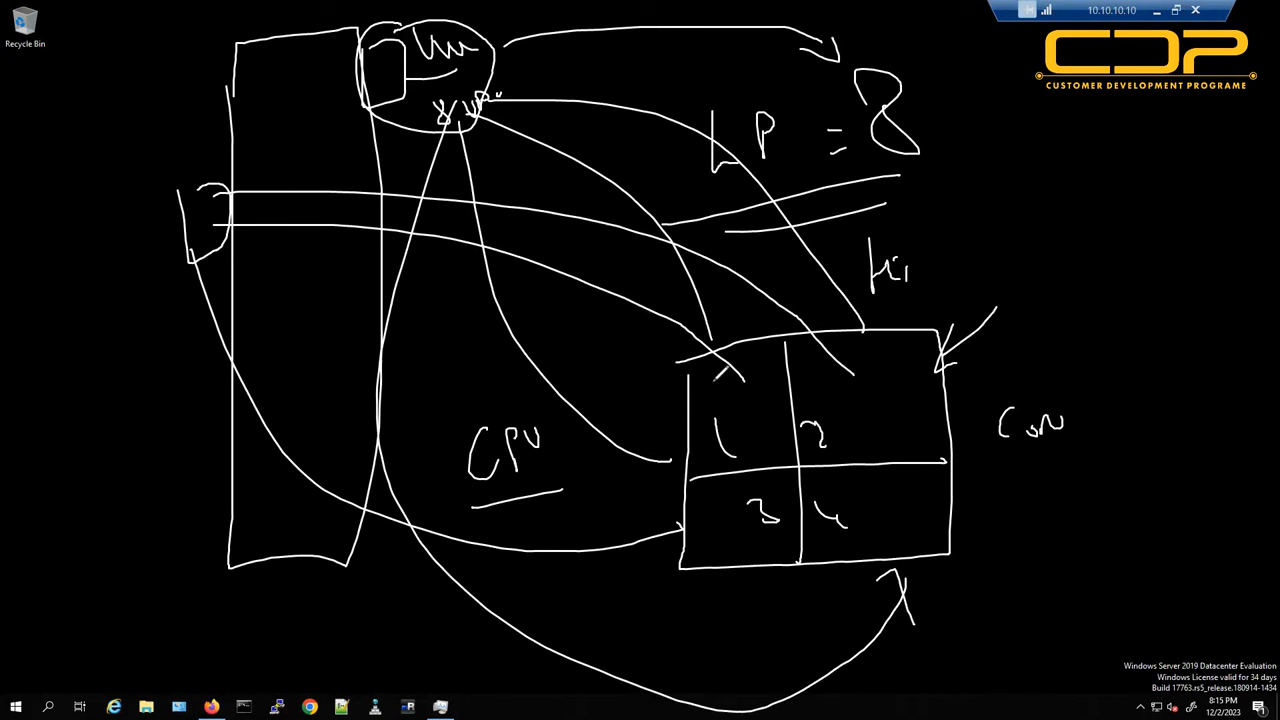 Recycle Bin
10.10.10.10
CDP
CUSTOMER DEVELOPMENT PROGRAME
8 VP
LP = 8
CPU
1 2
3 4
Windows Server 2019 Datacenter Evaluation
Windows License valid for 34 days
Build 17763.rs5_release.180914-1434
8:15 PM
12/2/2023